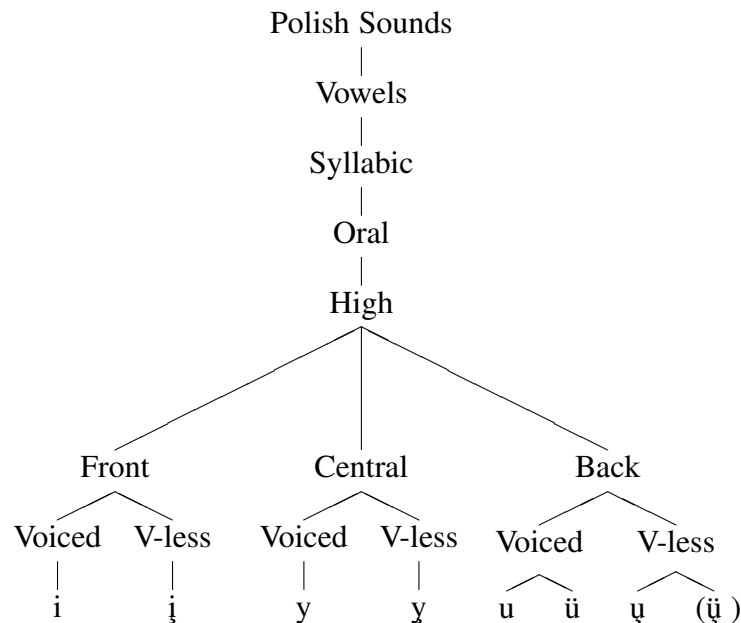 Polish Sounds
Vowels
Syllabic
Oral
High
Front Central Back
Voiced V-less Voiced V-less Voiced V-less
i i̧ y y̧ u ü u̧ (ü̧ )